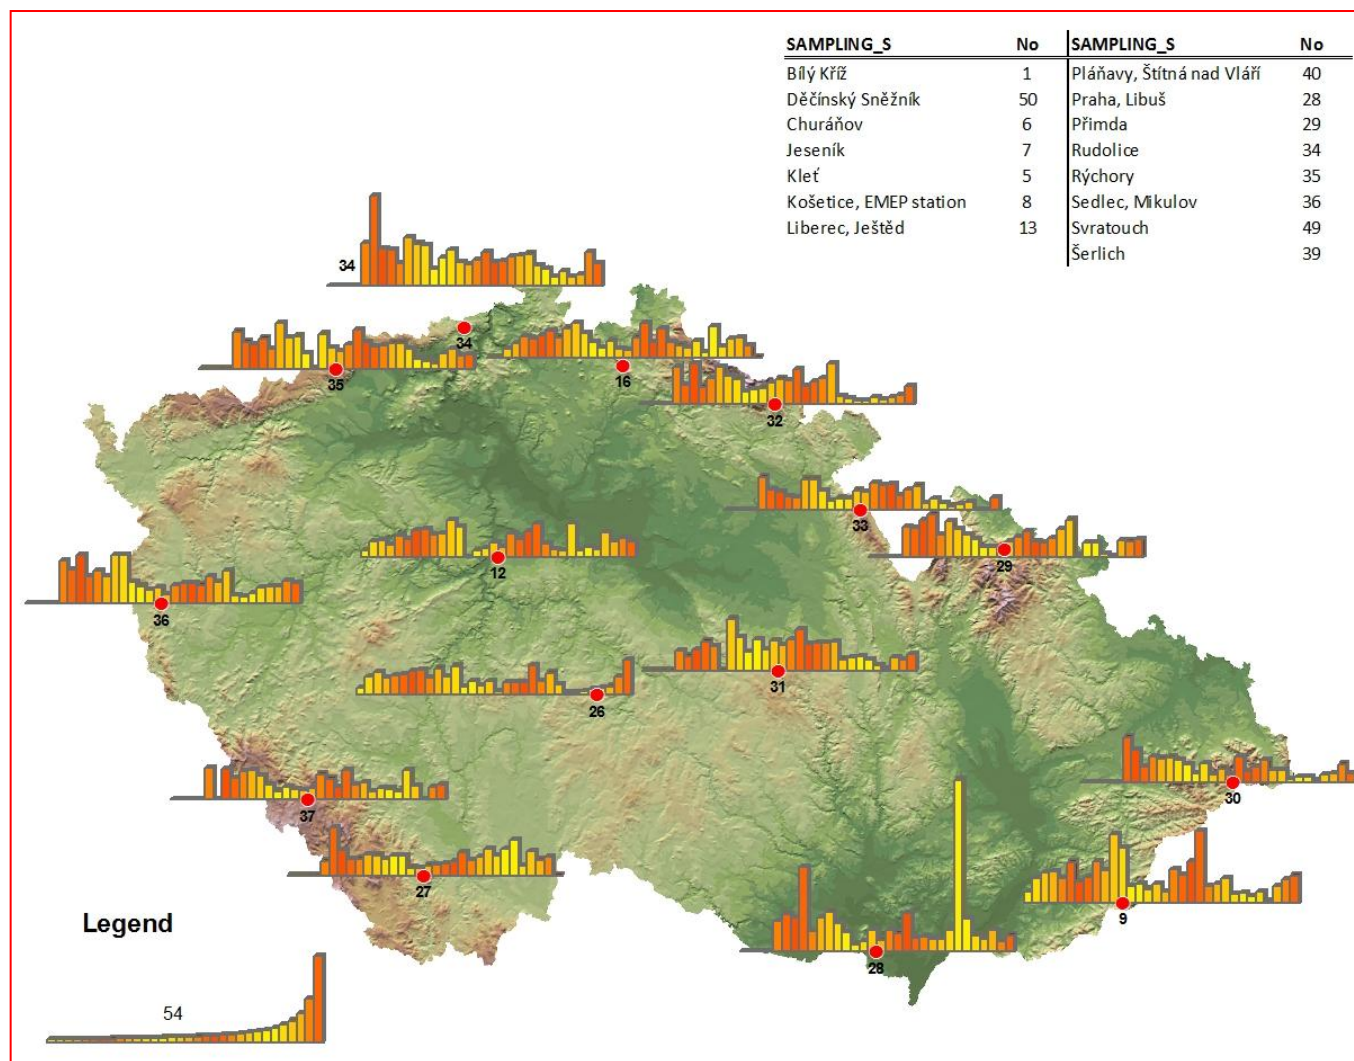 SAMPLING_S No SAMPLING_S No
Bílý Kříž 1 Pláňavy, Štítná nad Vláří 40
Děčínský Sněžník 50 Praha, Libuš 28
Churáňov 6 Přimda 29
Jeseník 7 Rudolice 34
Kleť 5 Rýchory 35
Košetice, EMEP station 8 Sedlec, Mikulov 36
Liberec, Ještěd 13 Svratouch 49
Šerlich 39
34
34
35
16
32
33
29
12
36
31
26
30
37
27
9
28
Legend
54